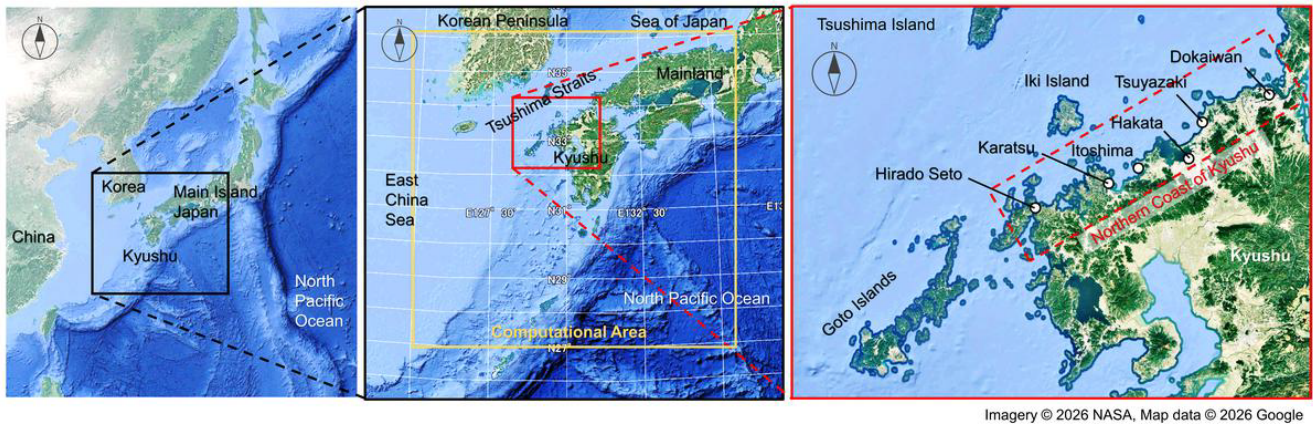 N
Korea
Main Island
Japan
China
Kyushu
North
Pacific
Ocean
N
Korean Peninsula
Sea of Japan
N35°
Mainland
Tsushima Straits
N33°
Kyushu
East
China
Sea
E127° 30'
N31°
E132° 30'
E13
N29°
North Pacific Ocean
Computational Area
N27°
Tsushima Island
N
Dokaiwan
Iki Island
Tsuyazaki
Hakata
Karatsu
Itoshima
Hirado Seto
Northern Coast of Kyushu
Kyushu
Goto Islands
Imagery © 2026 NASA, Map data © 2026 Google